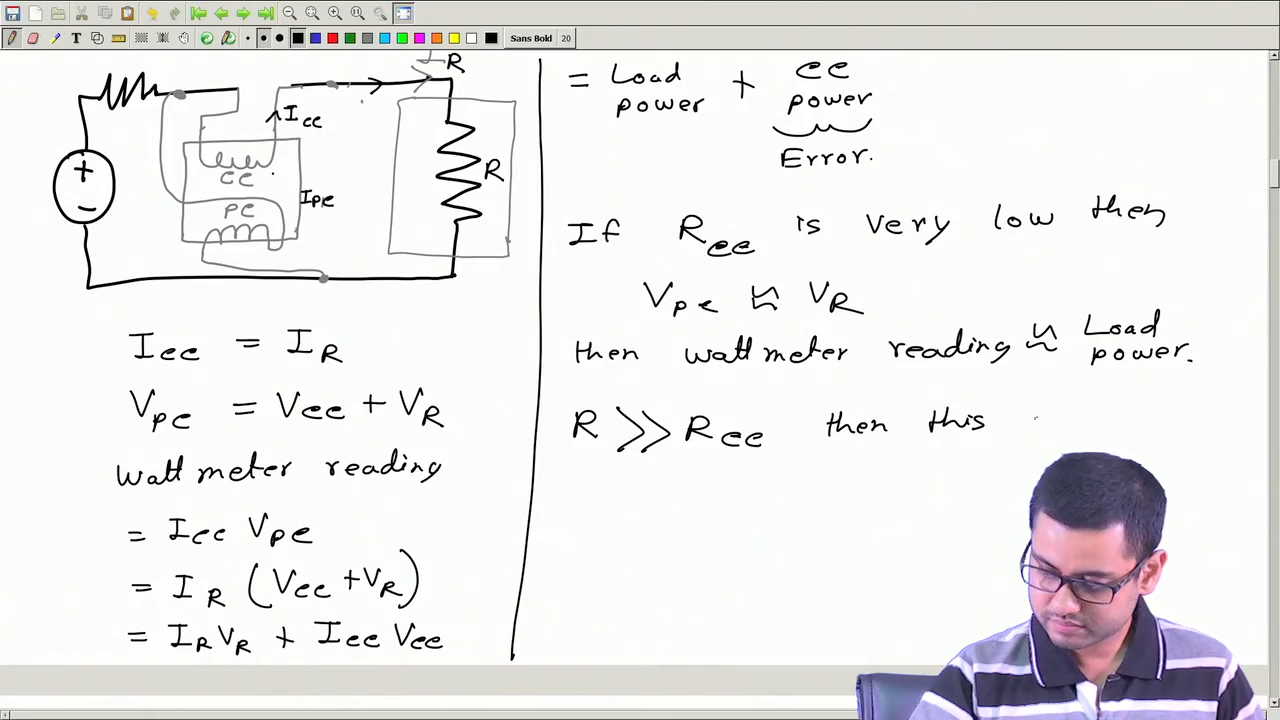 Sans Bold 20
I R
Icc
cc
Ipc
pc
R
+
−
Icc = IR
Vpc = Vcc + VR
Wattmeter reading
= Icc Vpc
= IR (Vcc + VR)
= IR VR + Icc Vcc
= Load power + cc power
Error.
If Rcc is very low then
Vpc ≈ VR
then wattmeter reading ≈ Load power.
R >> Rcc then this